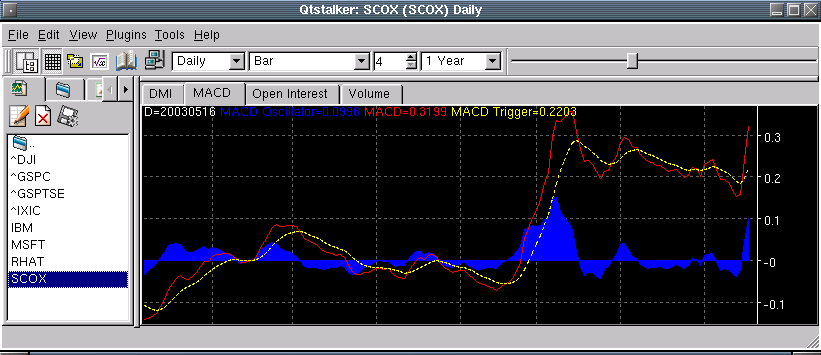 Qtstalker: SCOX (SCOX) Daily
File Edit View Plugins Tools Help
Daily Bar 4 1 Year
DMI MACD Open Interest Volume
D=20030516 MACD Oscillator=0.0996 MACD=0.3199 MACD Trigger=0.2203
..
^DJI
^GSPC
^GSPTSE
^IXIC
IBM
MSFT
RHAT
SCOX
0.3
0.2
0.1
-0
-0.1